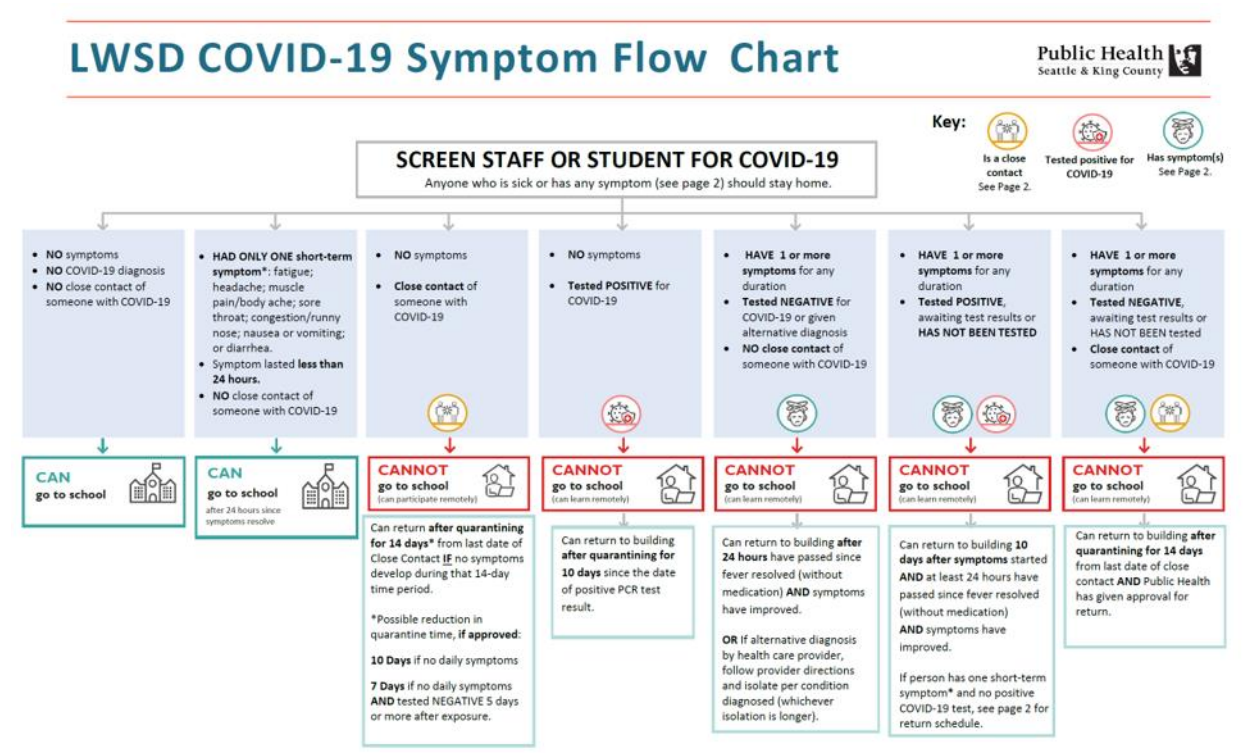 LWSD COVID-19 Symptom Flow Chart
Public Health
Seattle & King County
Key:
Is a close
contact
See Page 2.
Tested positive for
COVID-19
Has symptom(s)
See Page 2.
SCREEN STAFF OR STUDENT FOR COVID-19
Anyone who is sick or has any symptom (see page 2) should stay home.
• NO symptoms
• NO COVID-19 diagnosis
• NO close contact of
someone with COVID-19
CAN
go to school
• HAD ONLY ONE short-term
symptom*: fatigue;
headache; muscle
pain/body ache; sore
throat; congestion/runny
nose; nausea or vomiting;
or diarrhea.
• Symptom lasted less than
24 hours.
• NO close contact of
someone with COVID-19
CAN
go to school
after 24 hours since
symptoms resolve
• NO symptoms
• Close contact of
someone with
COVID-19
CANNOT
go to school
(can participate remotely)
Can return after quarantining
for 14 days* from last date of
Close Contact IF no symptoms
develop during that 14-day
time period.
*Possible reduction in
quarantine time, if approved:
10 Days if no daily symptoms
7 Days if no daily symptoms
AND tested NEGATIVE 5 days
or more after exposure.
• NO symptoms
• Tested POSITIVE for
COVID-19
CANNOT
go to school
(can learn remotely)
Can return to building
after quarantining for
10 days since the date
of positive PCR test
result.
• HAVE 1 or more
symptoms for any
duration
• Tested NEGATIVE for
COVID-19 or given
alternative diagnosis
• NO close contact of
someone with COVID-19
CANNOT
go to school
(can learn remotely)
Can return to building after
24 hours have passed since
fever resolved (without
medication) AND symptoms
have improved.
OR If alternative diagnosis
by health care provider,
follow provider directions
and isolate per condition
diagnosed (whichever
isolation is longer).
• HAVE 1 or more
symptoms for any
duration
• Tested POSITIVE,
awaiting test results or
HAS NOT BEEN TESTED
CANNOT
go to school
(can learn remotely)
Can return to building 10
days after symptoms started
AND at least 24 hours have
passed since fever resolved
(without medication)
AND symptoms have
improved.
If person has one short-term
symptom* and no positive
COVID-19 test, see page 2 for
return schedule.
• HAVE 1 or more
symptoms for any
duration
• Tested NEGATIVE,
awaiting test results or
HAS NOT BEEN tested
• Close contact of
someone with COVID-19
CANNOT
go to school
(can learn remotely)
Can return to building after
quarantining for 14 days
from last date of close
contact AND Public Health
has given approval for
return.